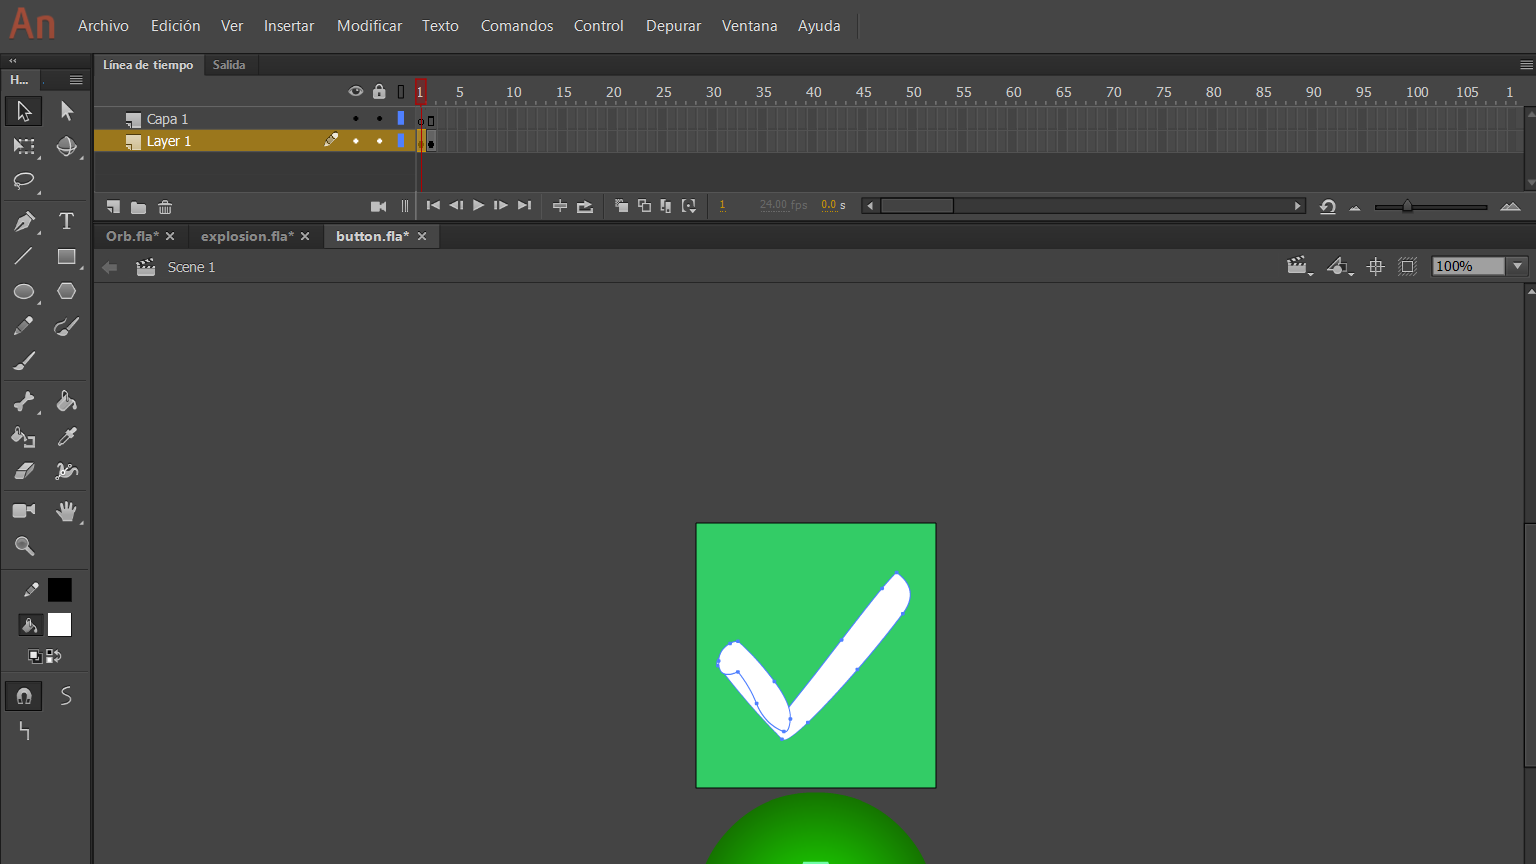 An Archivo Edición Ver Insertar Modificar Texto Comandos Control Depurar Ventana Ayuda
H... Línea de tiempo Salida
1 5 10 15 20 25 30 35 40 45 50 55 60 65 70 75 80 85 90 95 100 105 1
Capa 1
Layer 1
1 24.00 fps 0.0 s
Orb.fla* explosion.fla* button.fla*
Scene 1 100%
T